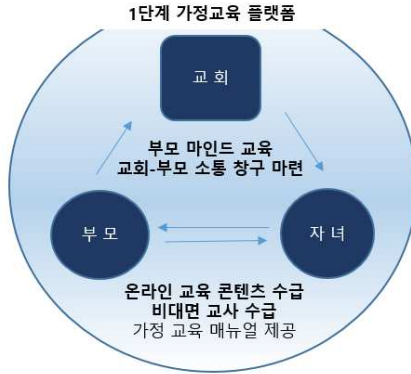 1단계 가정교육 플랫폼
교 회
부모 마인드 교육
교회-부모 소통 창구 마련
부 모
자 녀
온라인 교육 콘텐츠 수급
비대면 교사 수급
가정 교육 매뉴얼 제공